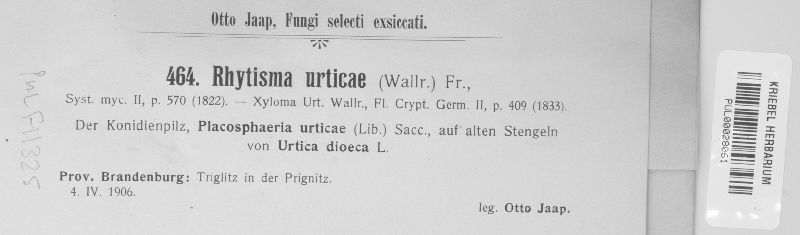 Otto Jaap, Fungi selecti exsiccati.
464. Rhytisma urticae (Wallr.) Fr.,
Syst. myc. II, p. 570 (1822). — Xyloma Urt. Wallr., Fl. Crypt. Germ. II, p. 409 (1833).
Der Konidienpilz, Placosphaeria urticae (Lib.) Sacc., auf alten Stengeln
von Urtica dioeca L.
Prov. Brandenburg: Triglitz in der Prignitz.
4. IV. 1906.
leg. Otto Jaap.
PUL F11325
KRIEBEL HERBARIUM
PUL00028061